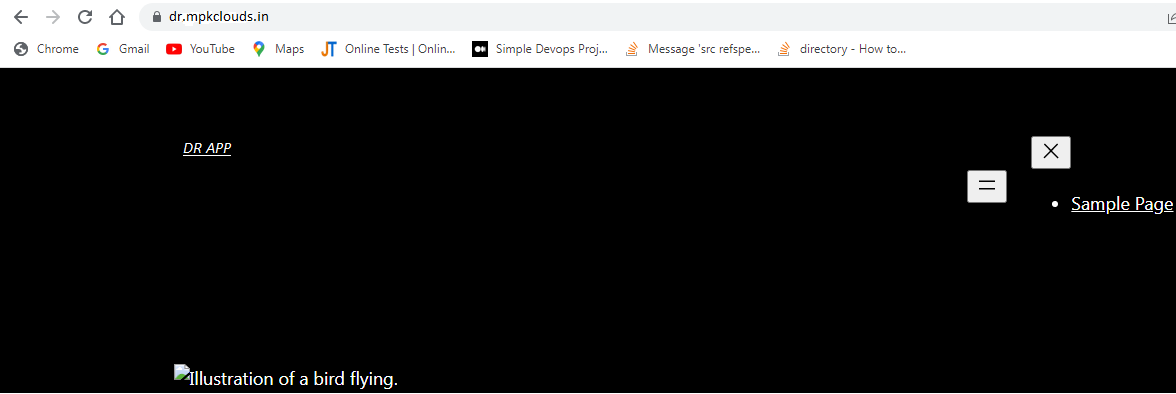 dr.mpkclouds.in
Chrome Gmail YouTube Maps Online Tests | Onlin... Simple Devops Proj... Message 'src refspe... directory - How to...
DR APP
Sample Page
Illustration of a bird flying.